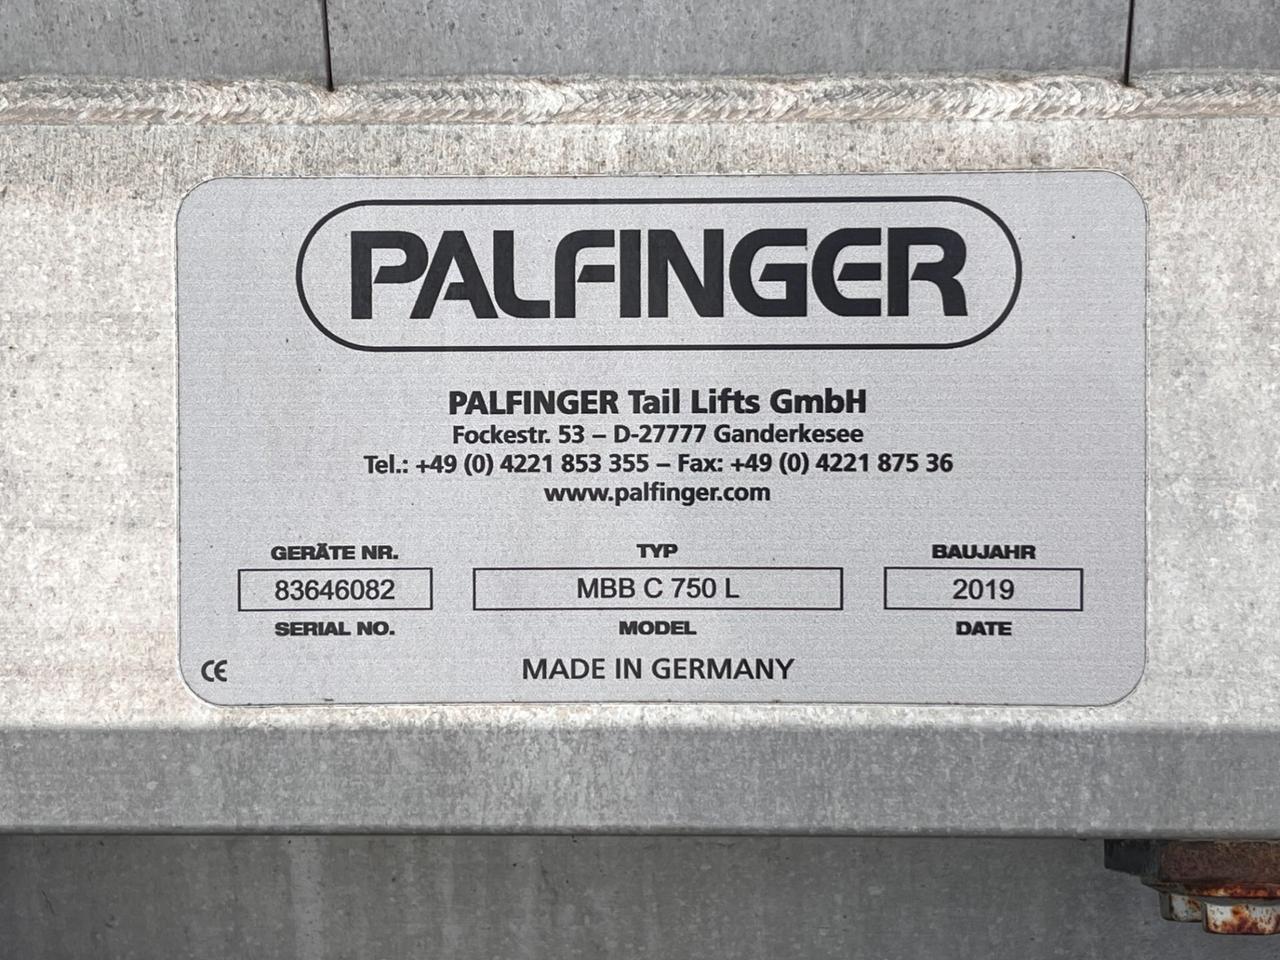 PALFINGER
PALFINGER Tail Lifts GmbH
Fockestr. 53 – D-27777 Ganderkesee
Tel.: +49 (0) 4221 853 355 – Fax: +49 (0) 4221 875 36
www.palfinger.com
GERÄTE NR. TYP BAUJAHR
83646082 MBB C 750 L 2019
SERIAL NO. MODEL DATE
CE MADE IN GERMANY